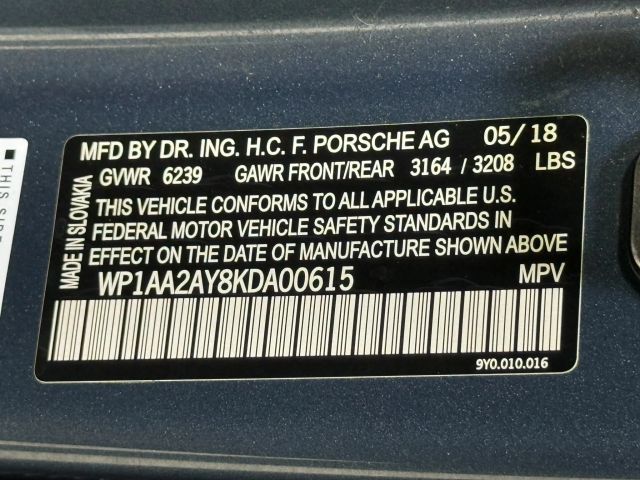 MFD BY DR. ING. H.C. F. PORSCHE AG 05/18
GVWR 6239 GAWR FRONT/REAR 3164 / 3208 LBS
THIS VEHICLE CONFORMS TO ALL APPLICABLE U.S.
FEDERAL MOTOR VEHICLE SAFETY STANDARDS IN
EFFECT ON THE DATE OF MANUFACTURE SHOWN ABOVE
WP1AA2AY8KDA00615 MPV
9Y0.010.016
MADE IN SLOVAKIA
THIS SIDE